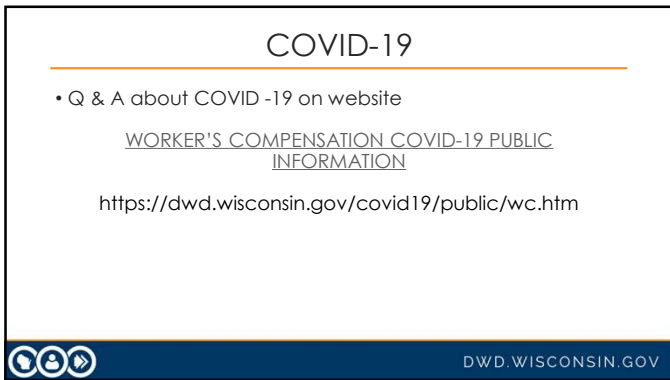 COVID-19
• Q & A about COVID -19 on website
WORKER'S COMPENSATION COVID-19 PUBLIC
INFORMATION
https://dwd.wisconsin.gov/covid19/public/wc.htm
DWD.WISCONSIN.GOV